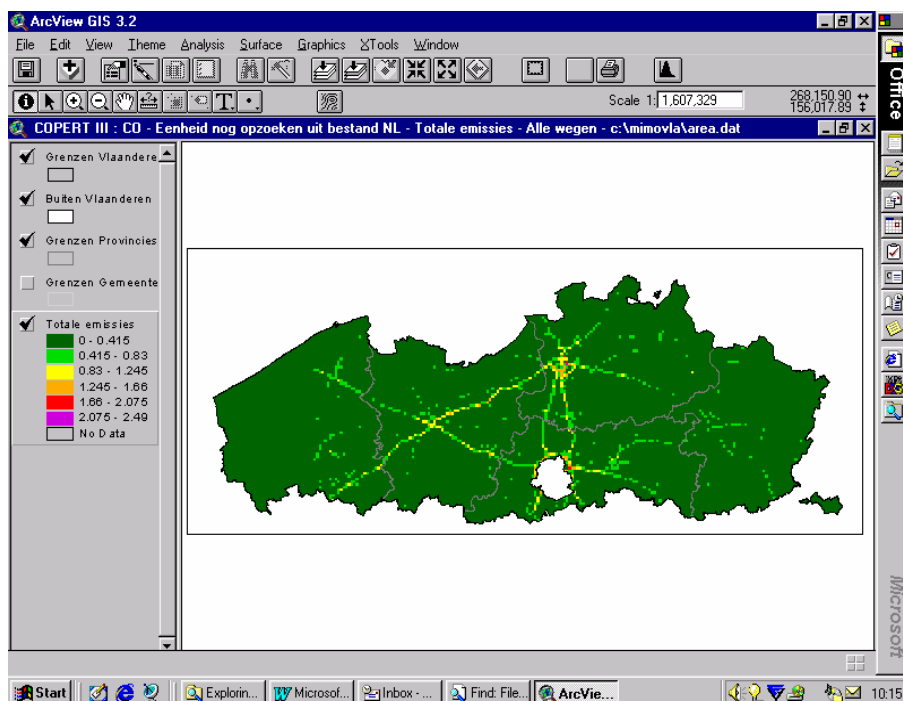 ArcView GIS 3.2
File Edit View Theme Analysis Surface Graphics XTools Window
Scale 1: 1,607,329
268,150.90
156,017.89
COPERT III : CO - Eenheid nog opzoeken uit bestand NL - Totale emissies - Alle wegen - c:\mimovla\area.dat
Grenzen Vlaandere
Buiten Vlaanderen
Grenzen Provincies
Grenzen Gemeente
Totale emissies
0 - 0.415
0.415 - 0.83
0.83 - 1.245
1.245 - 1.66
1.66 - 2.075
2.075 - 2.49
No Data
Office
Microsoft
Start
Explorin...
Microsof...
Inbox - ...
Find: File...
ArcVie...
10:15